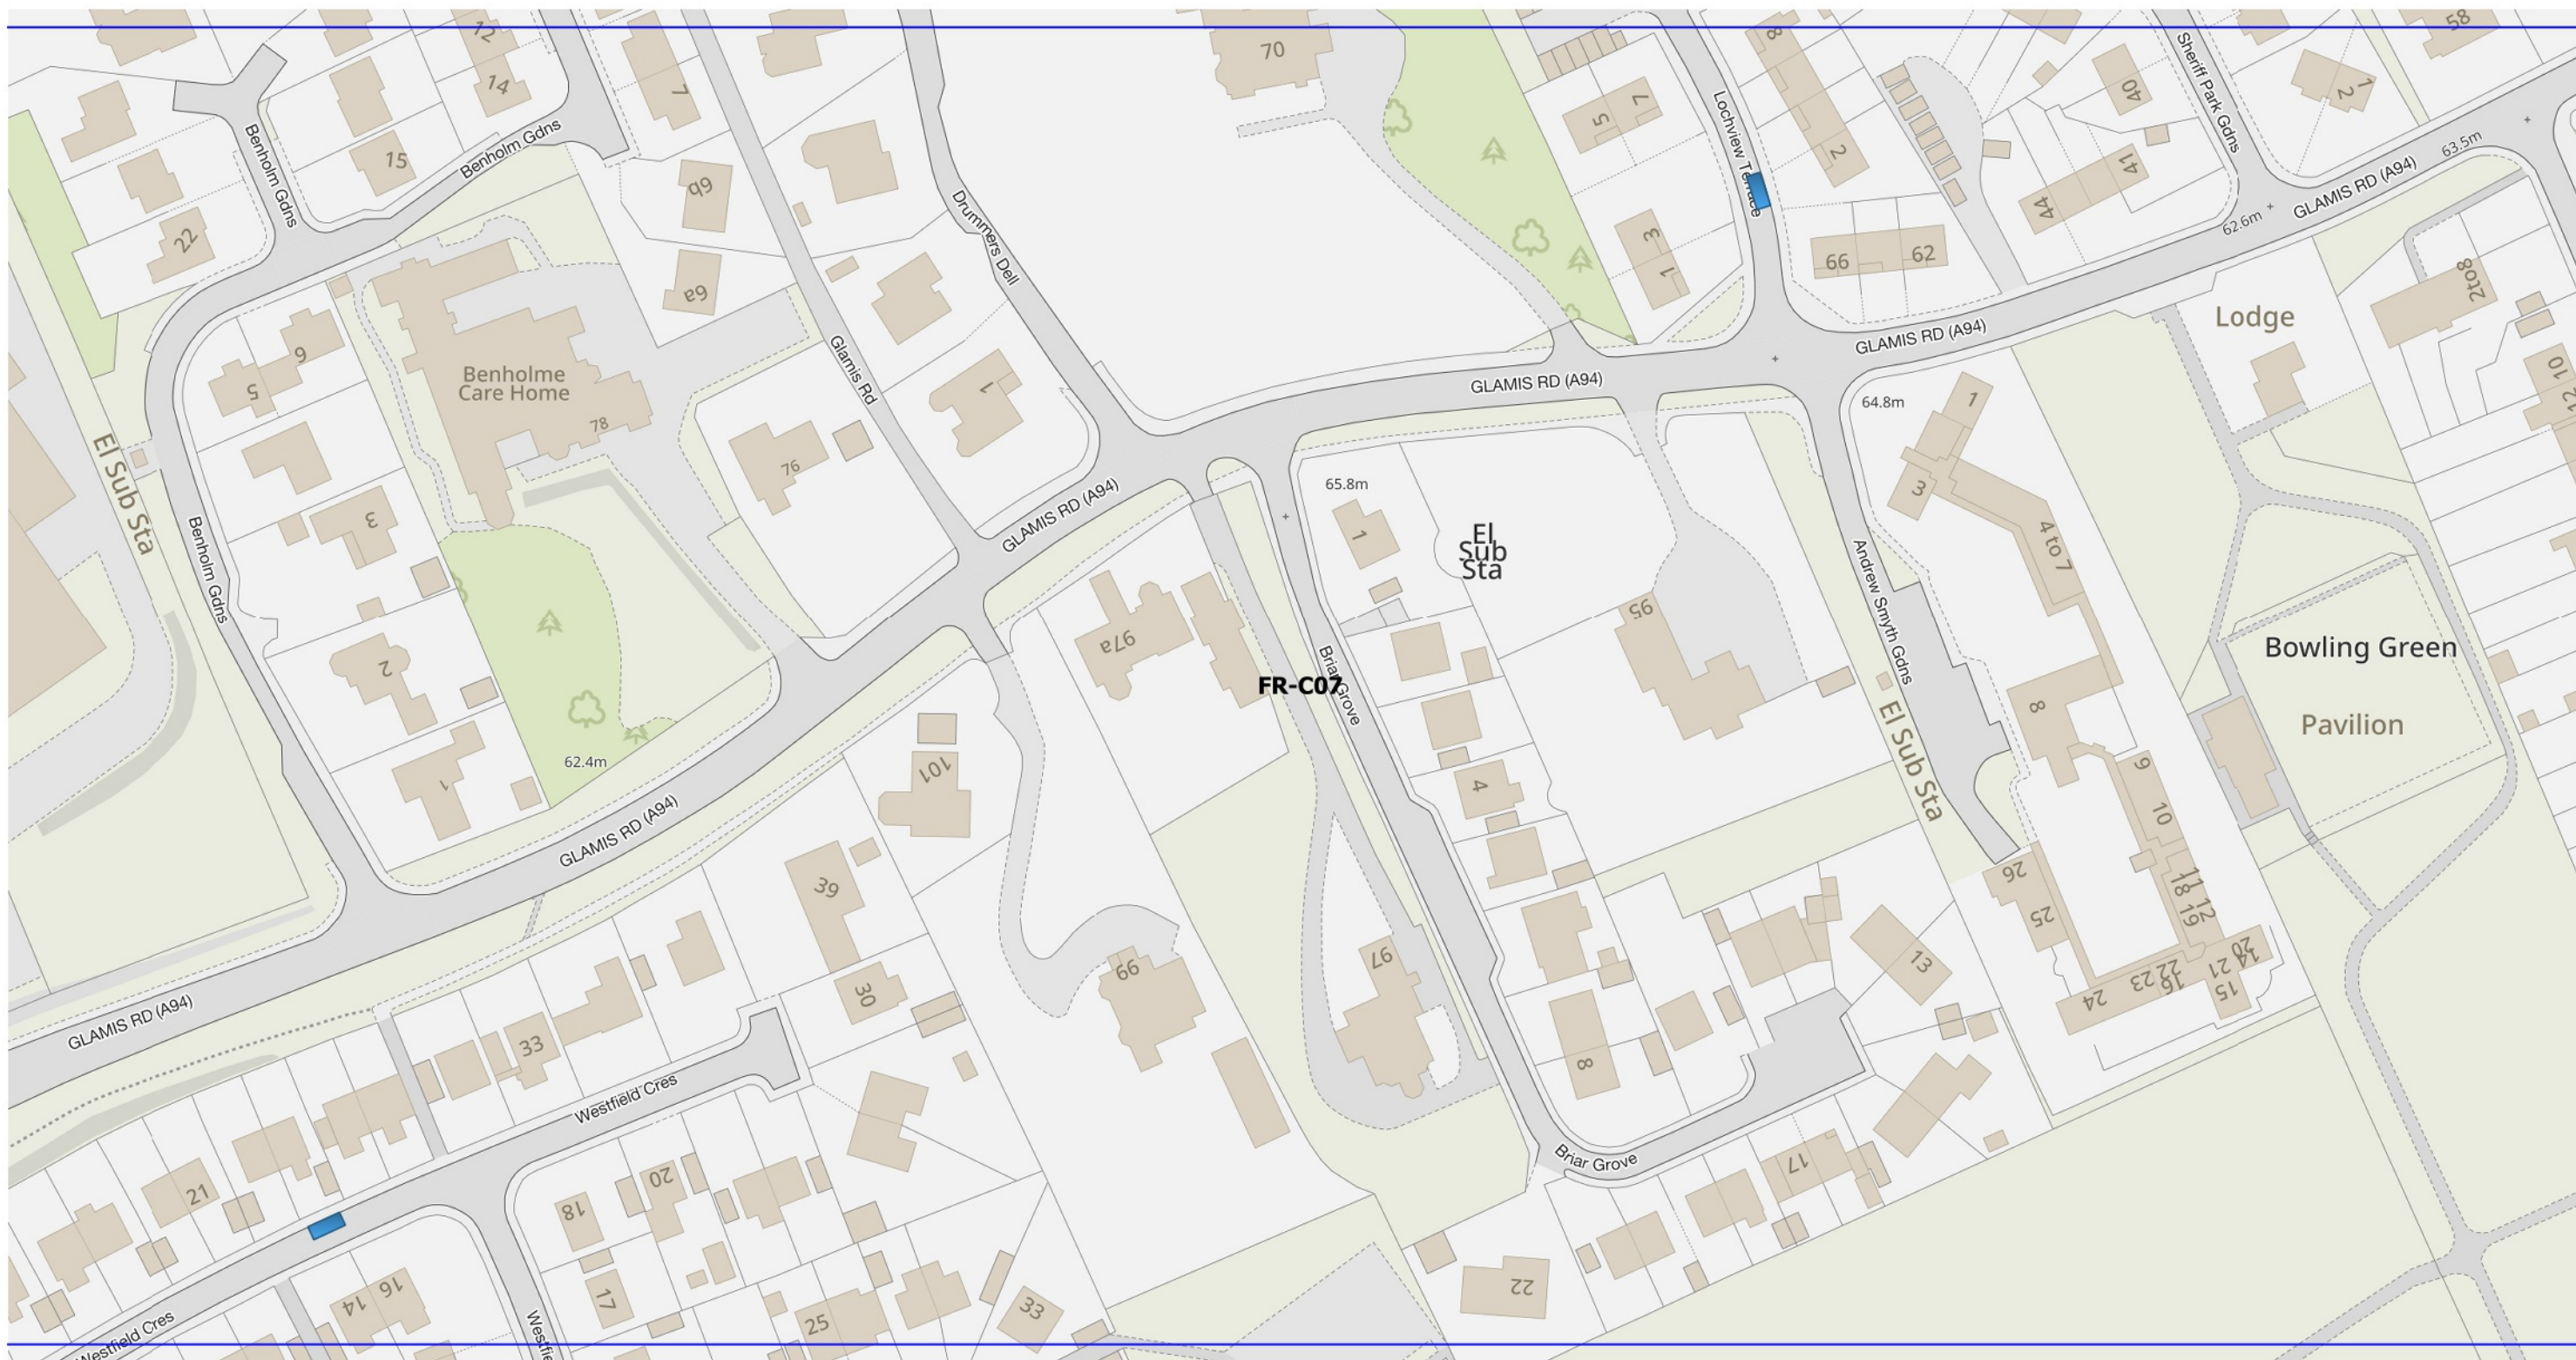 12
14
7
70
8
58
Sheriff Park Gdns
40
1
2
7
5
Lochview Terrace
2
63.5m
Benholm Gdns
Benholm Gdns
15
6b
Drummers Dell
41
44
GLAMIS RD (A94)
62.6m
22
3
1
66
62
2to8
6a
Lodge
Glamis Rd
GLAMIS RD (A94)
6
5
Benholme
Care Home
78
1
GLAMIS RD (A94)
64.8m
1
10
12
El Sub Sta
76
65.8m
3
GLAMIS RD (A94)
1
El
Sub
Sta
4 to 7
3
Benholm Gdns
Andrew Smyth Gdns
95
97a
Bowling Green
2
Briar Grove
FR-C07
8
Pavilion
El Sub Sta
62.4m
101
1
4
9
10
GLAMIS RD (A94)
39
26
25
11
18
12
19
97
13
20
14
21
99
30
22
23
16
15
24
GLAMIS RD (A94)
33
8
Westfield Cres
Briar Grove
17
21
20
18
22
16
14
17
33
25
Westfield Cres
Westfie